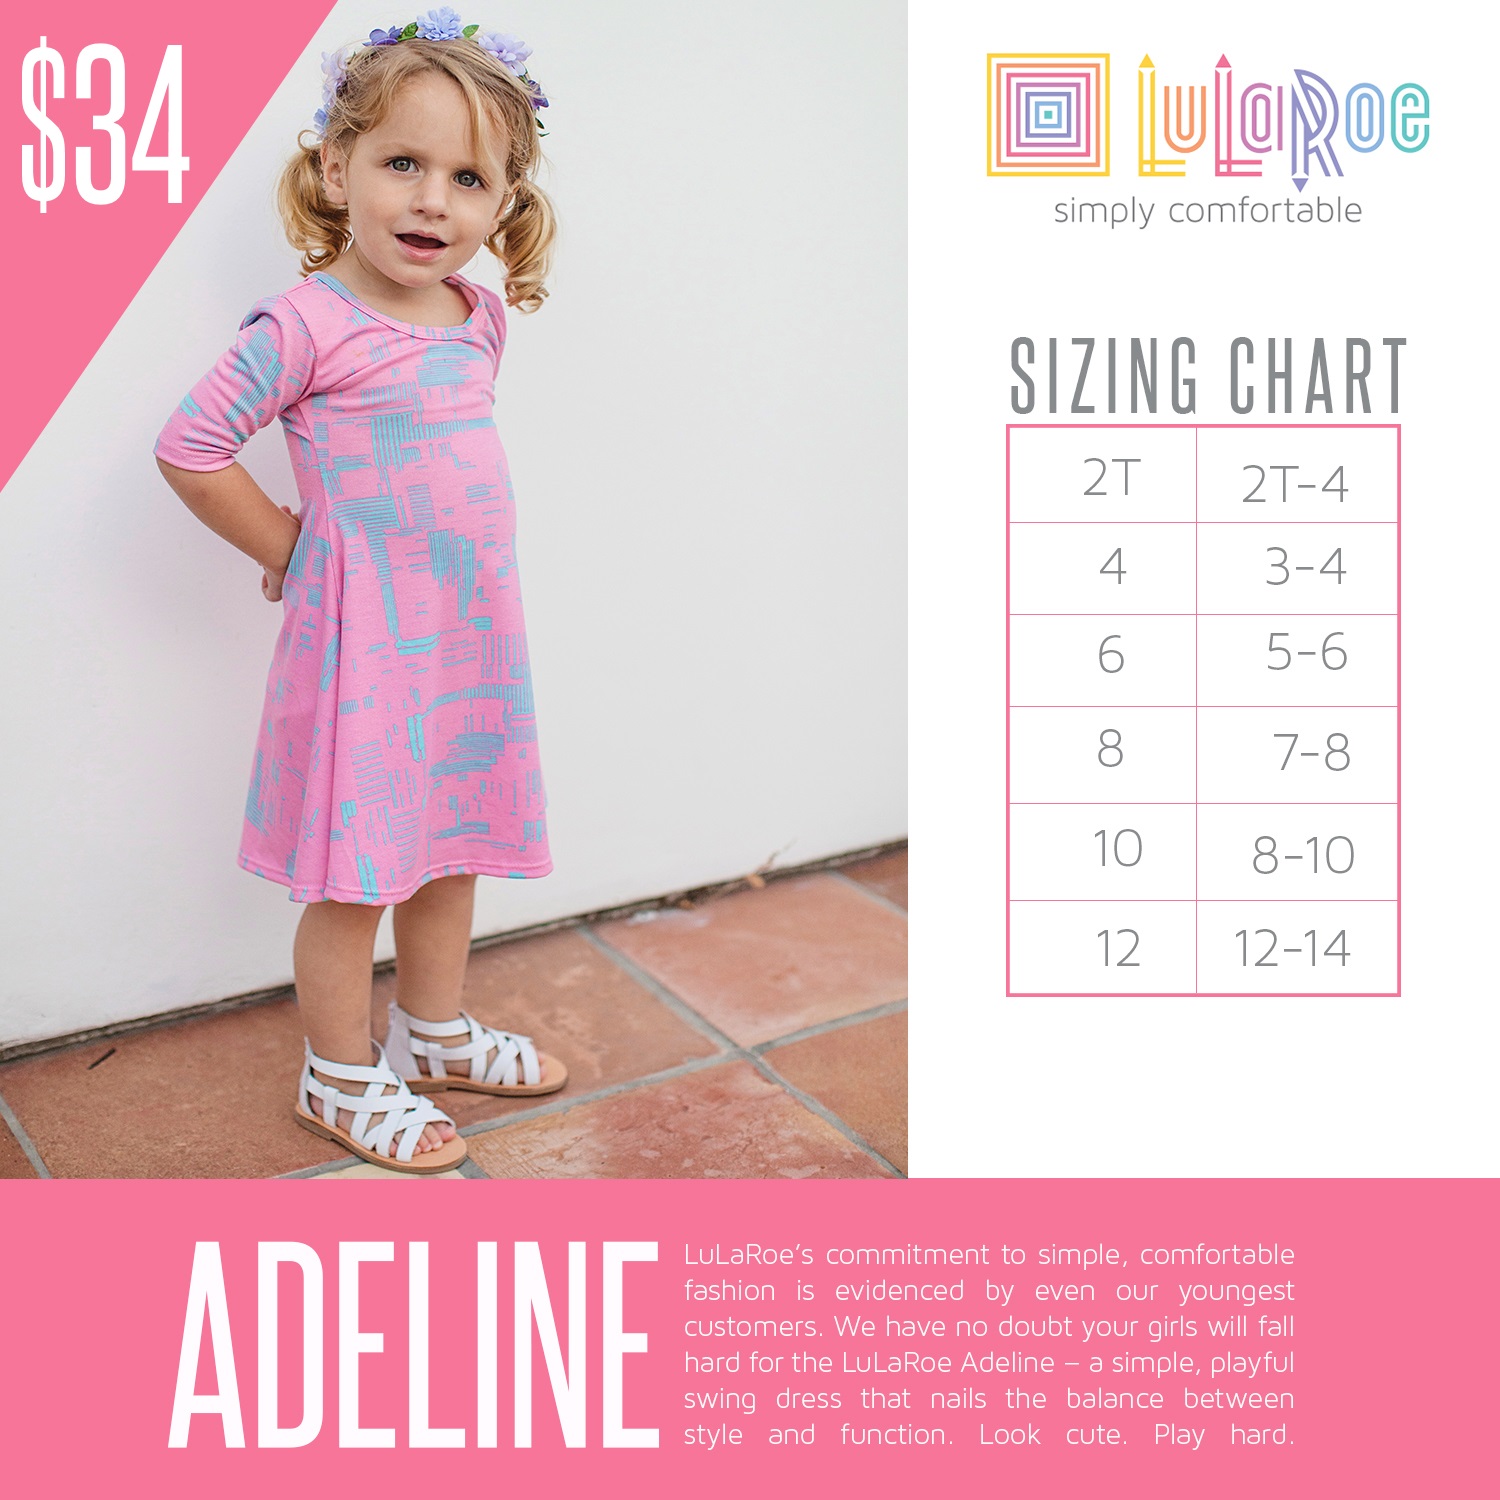 $34
LuLaRoe
simply comfortable
SIZING CHART
2T 2T-4
4 3-4
6 5-6
8 7-8
10 8-10
12 12-14
ADELINE
LuLaRoe's commitment to simple, comfortable
fashion is evidenced by even our youngest
customers. We have no doubt your girls will fall
hard for the LuLaRoe Adeline – a simple, playful
swing dress that nails the balance between
style and function. Look cute. Play hard.